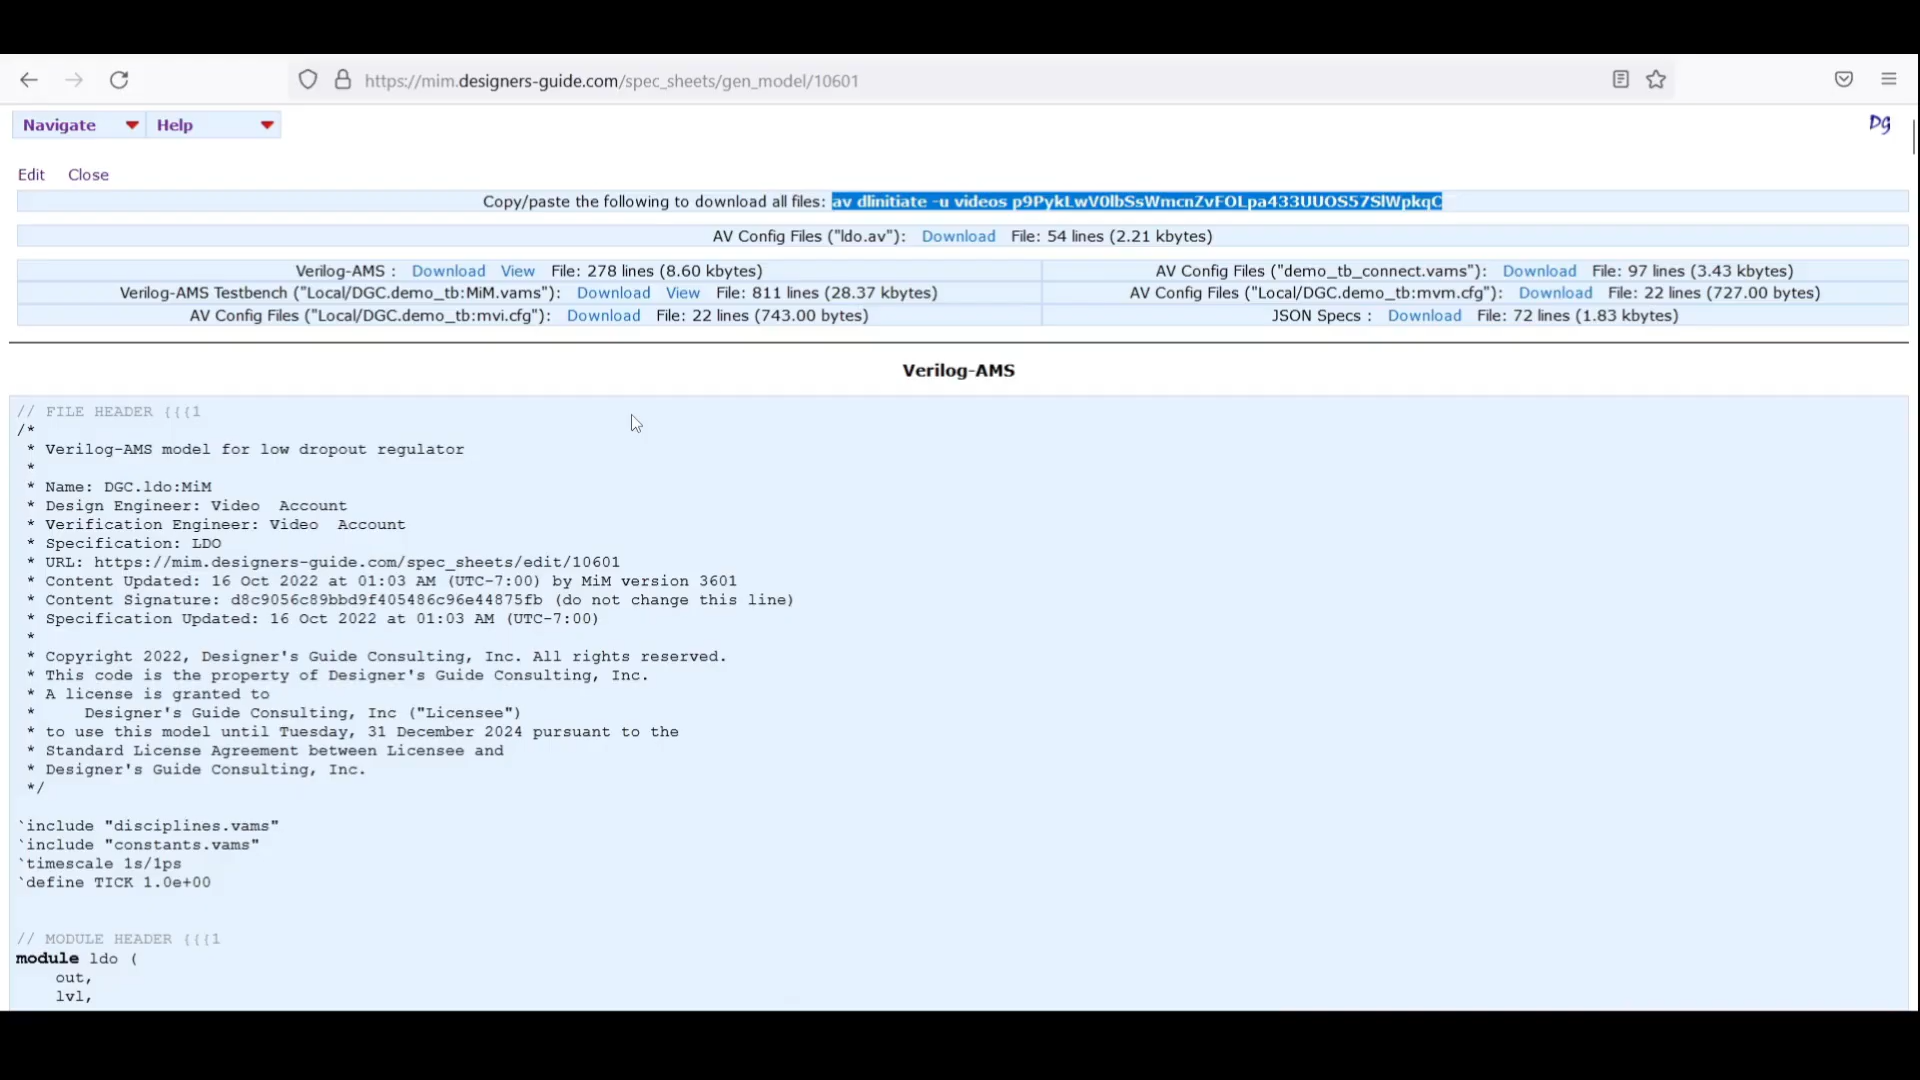 https://mim.designers-guide.com/spec_sheets/gen_model/10601
Navigate Help
Dg
Edit Close
Copy/paste the following to download all files: av dlinitiate -u videos p9PykLwV0lbSsWmcnZvFOLpa433UUOS57SlWpkqC
AV Config Files ("ldo.av"): Download File: 54 lines (2.21 kbytes)
Verilog-AMS : Download View File: 278 lines (8.60 kbytes) AV Config Files ("demo_tb_connect.vams"): Download File: 97 lines (3.43 kbytes)
Verilog-AMS Testbench ("Local/DGC.demo_tb:MiM.vams"): Download View File: 811 lines (28.37 kbytes) AV Config Files ("Local/DGC.demo_tb:mvm.cfg"): Download File: 22 lines (727.00 bytes)
AV Config Files ("Local/DGC.demo_tb:mvi.cfg"): Download File: 22 lines (743.00 bytes) JSON Specs : Download File: 72 lines (1.83 kbytes)
Verilog-AMS
// FILE HEADER {{{1
/*
* Verilog-AMS model for low dropout regulator
*
* Name: DGC.ldo:MiM
* Design Engineer: Video  Account
* Verification Engineer: Video  Account
* Specification: LDO
* URL: https://mim.designers-guide.com/spec_sheets/edit/10601
* Content Updated: 16 Oct 2022 at 01:03 AM (UTC-7:00) by MiM version 3601
* Content Signature: d8c9056c89bbd9f405486c96e44875fb (do not change this line)
* Specification Updated: 16 Oct 2022 at 01:03 AM (UTC-7:00)
*
* Copyright 2022, Designer's Guide Consulting, Inc. All rights reserved.
* This code is the property of Designer's Guide Consulting, Inc.
* A license is granted to
*     Designer's Guide Consulting, Inc ("Licensee")
* to use this model until Tuesday, 31 December 2024 pursuant to the
* Standard License Agreement between Licensee and
* Designer's Guide Consulting, Inc.
*/
`include "disciplines.vams"
`include "constants.vams"
`timescale 1s/1ps
`define TICK 1.0e+00
// MODULE HEADER {{{1
module ldo (
out,
lvl,